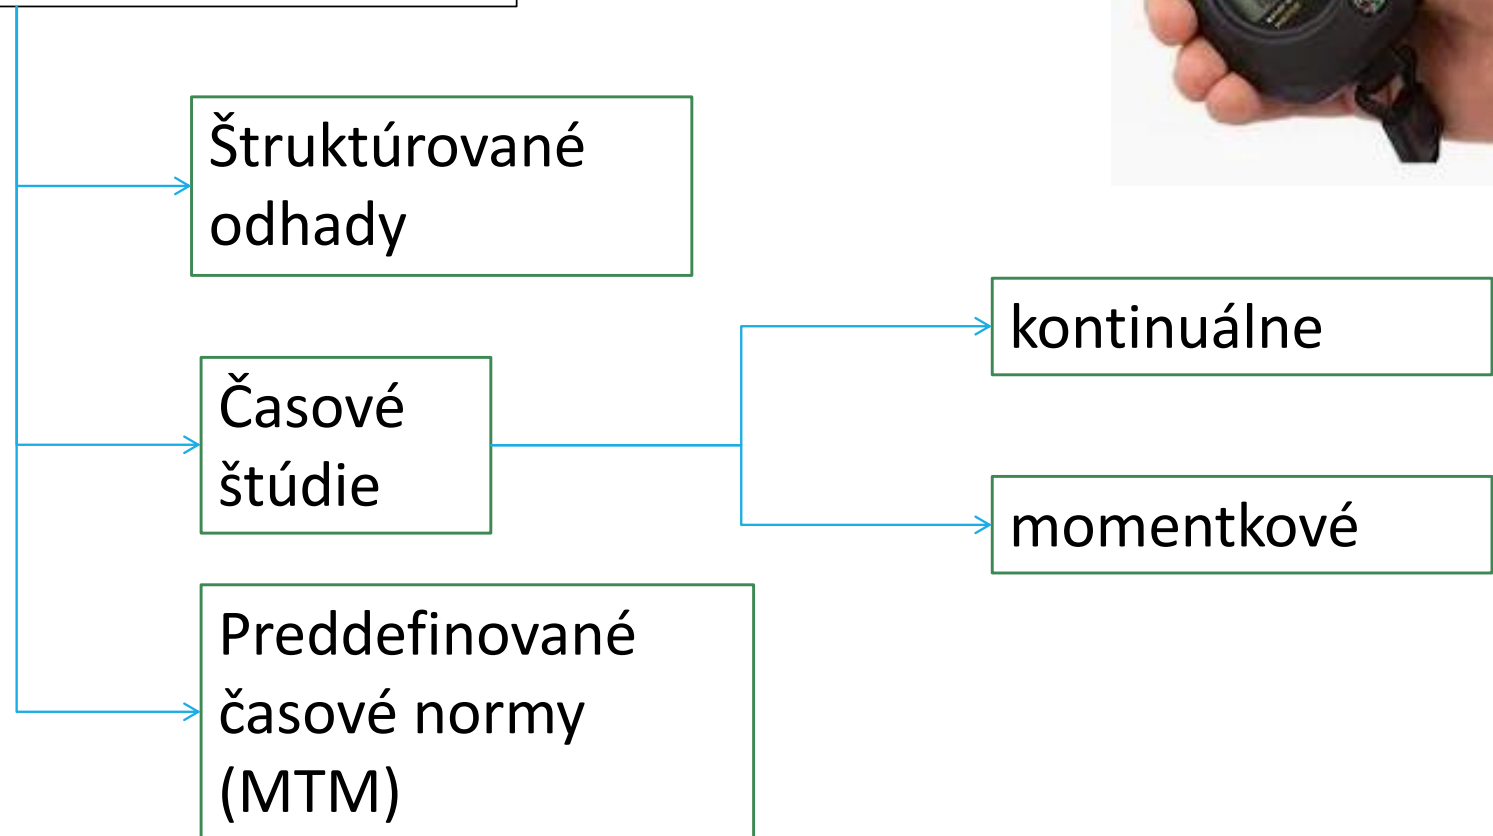 Štruktúrované
odhady
kontinuálne
Časové
štúdie
momentkové
Preddefinované
časové normy
(MTM)